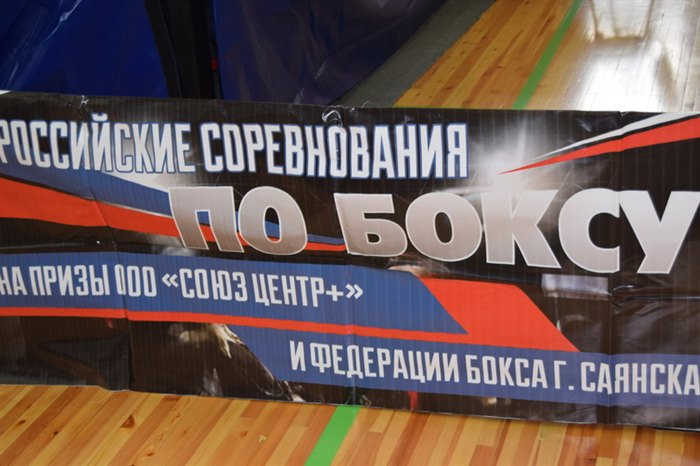 РОССИЙСКИЕ СОРЕВНОВАНИЯ
ПО БОКСУ
НА ПРИЗЫ ООО «СОЮЗ ЦЕНТР+»
И ФЕДЕРАЦИИ БОКСА Г. САЯНСКА